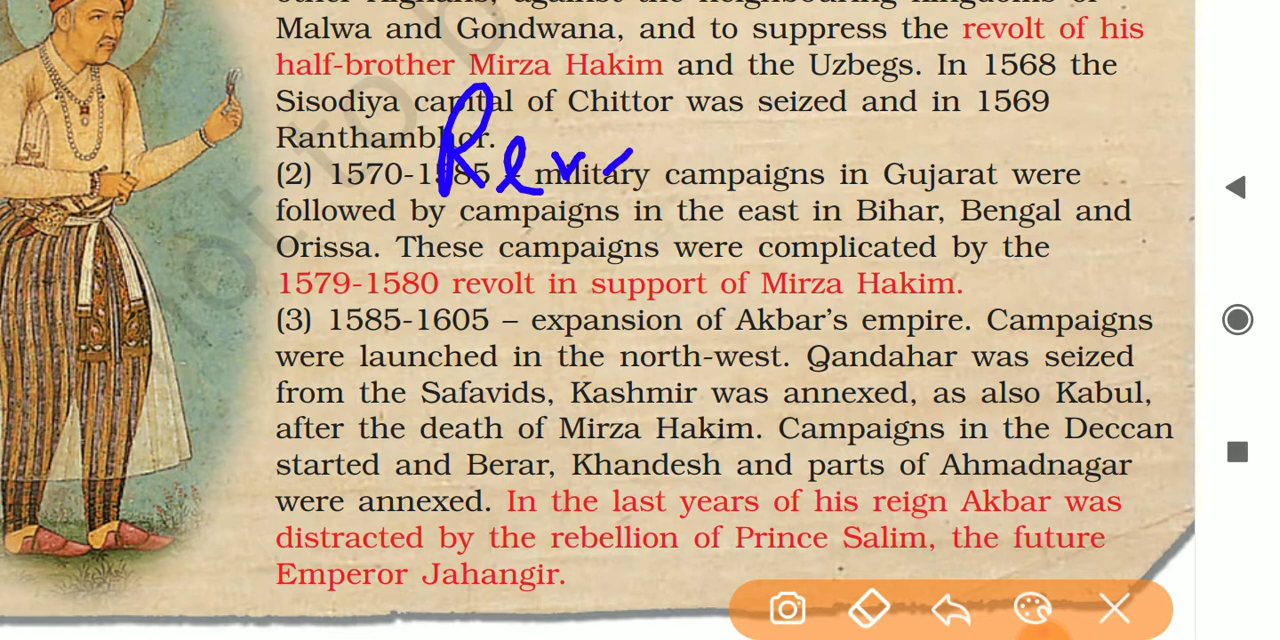 Malwa and Gondwana, and to suppress the revolt of his
half-brother Mirza Hakim and the Uzbegs. In 1568 the
Sisodiya capital of Chittor was seized and in 1569
Ranthambhor.
Rev
(2) 1570-1585 – military campaigns in Gujarat were
followed by campaigns in the east in Bihar, Bengal and
Orissa. These campaigns were complicated by the
1579-1580 revolt in support of Mirza Hakim.
(3) 1585-1605 – expansion of Akbar’s empire. Campaigns
were launched in the north-west. Qandahar was seized
from the Safavids, Kashmir was annexed, as also Kabul,
after the death of Mirza Hakim. Campaigns in the Deccan
started and Berar, Khandesh and parts of Ahmadnagar
were annexed. In the last years of his reign Akbar was
distracted by the rebellion of Prince Salim, the future
Emperor Jahangir.